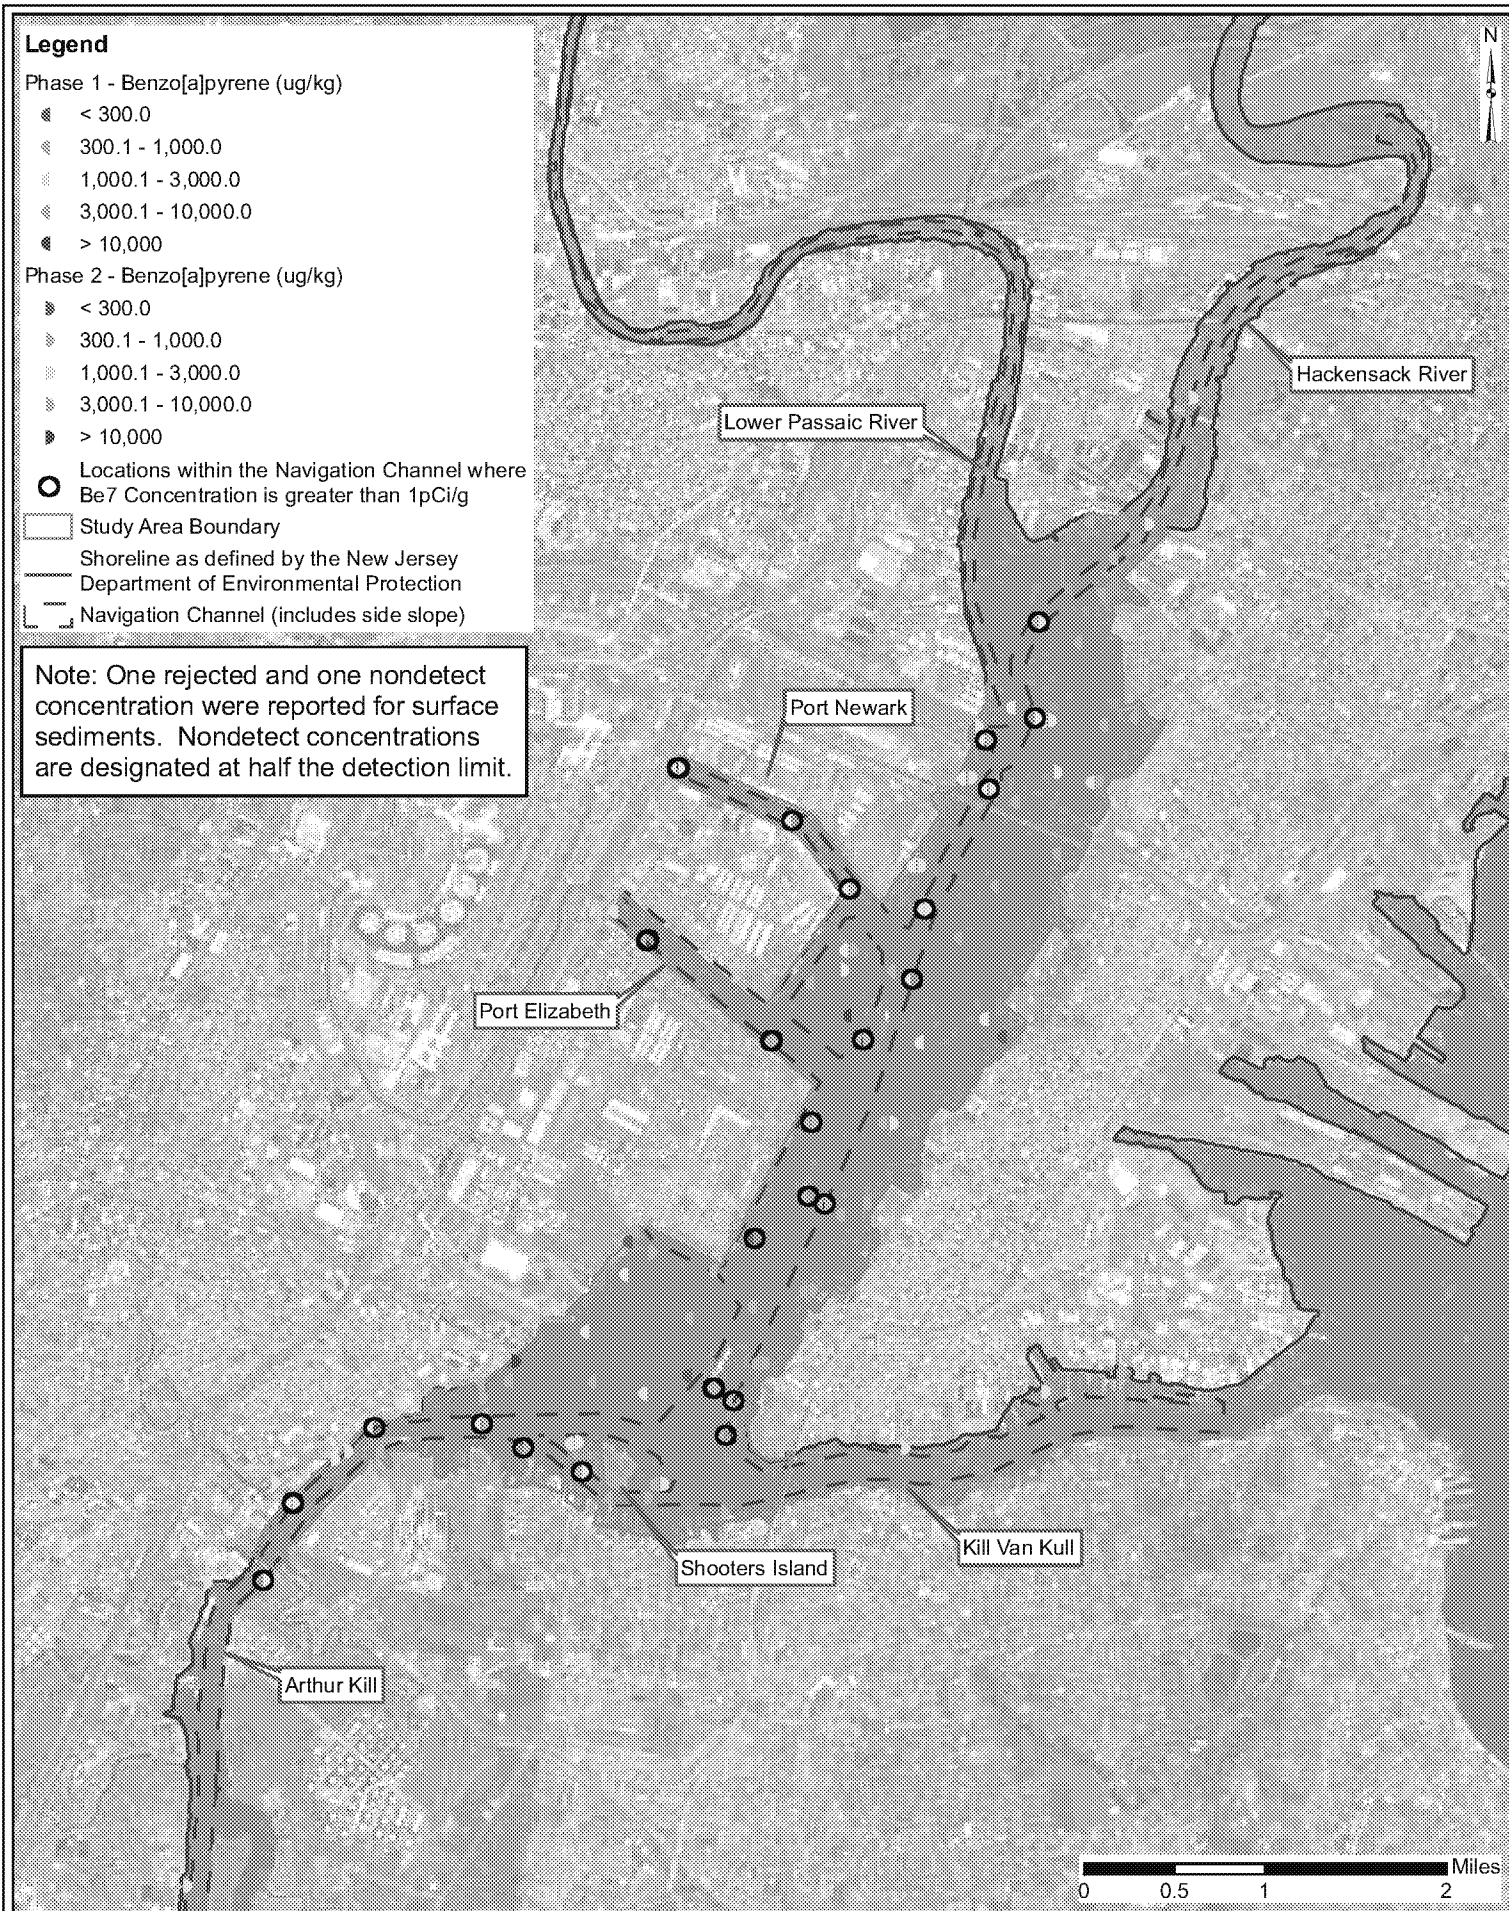 Legend
Phase 1 - Benzo[a]pyrene (ug/kg)
< 300.0
300.1 - 1,000.0
1,000.1 - 3,000.0
3,000.1 - 10,000.0
> 10,000
Phase 2 - Benzo[a]pyrene (ug/kg)
< 300.0
300.1 - 1,000.0
1,000.1 - 3,000.0
3,000.1 - 10,000.0
> 10,000
Locations within the Navigation Channel where
Be7 Concentration is greater than 1pCi/g
Study Area Boundary
Shoreline as defined by the New Jersey
Department of Environmental Protection
Navigation Channel (includes side slope)
Note: One rejected and one nondetect
concentration were reported for surface
sediments. Nondetect concentrations
are designated at half the detection limit.
N
Hackensack River
Lower Passaic River
Port Newark
Port Elizabeth
Kill Van Kull
Shooters Island
Arthur Kill
Miles
0 0.5 1 2